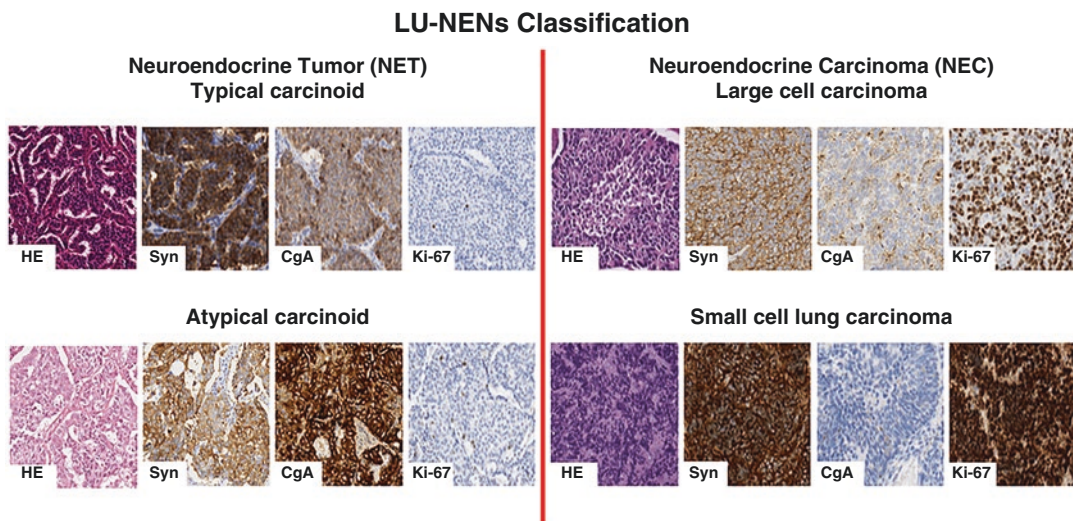 LU-NENs Classification
Neuroendocrine Tumor (NET)
Typical carcinoid
HE
Syn
CgA
Ki-67
Atypical carcinoid
HE
Syn
CgA
Ki-67
Neuroendocrine Carcinoma (NEC)
Large cell carcinoma
HE
Syn
CgA
Ki-67
Small cell lung carcinoma
HE
Syn
CgA
Ki-67